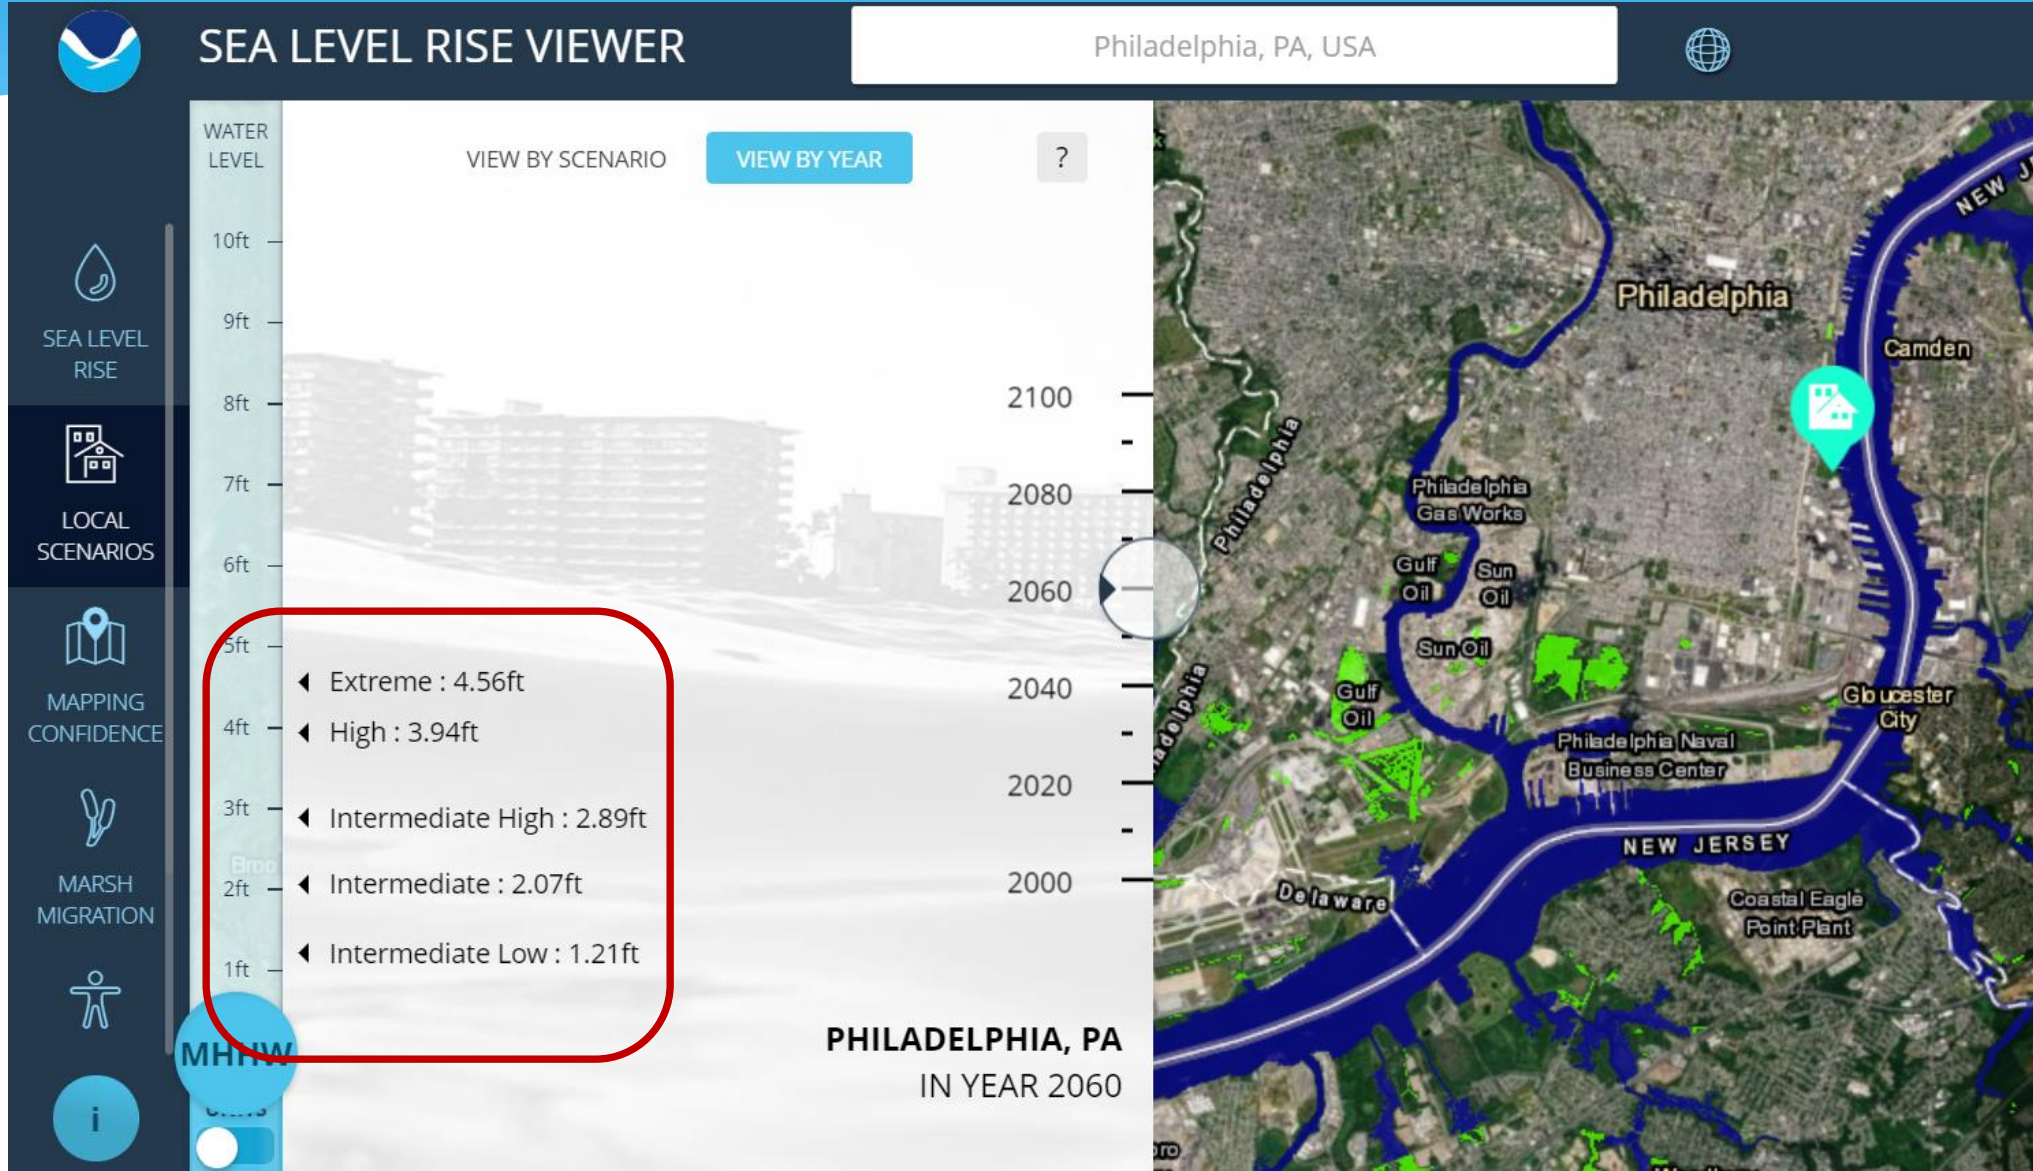 SEA LEVEL RISE VIEWER
Philadelphia, PA, USA
WATER
LEVEL
VIEW BY SCENARIO
VIEW BY YEAR
?
10ft
9ft
8ft
7ft
6ft
5ft
4ft
3ft
2ft
1ft
MHHW
SEA LEVEL
RISE
LOCAL
SCENARIOS
MAPPING
CONFIDENCE
MARSH
MIGRATION
i
Extreme : 4.56ft
High : 3.94ft
Intermediate High : 2.89ft
Intermediate : 2.07ft
Intermediate Low : 1.21ft
2100
2080
2060
2040
2020
2000
PHILADELPHIA, PA
IN YEAR 2060
Philadelphia
Camden
Philadelphia
Philadelphia
Gas Works
Gulf
Oil
Sun
Oil
Sun Oil
Gulf
Oil
Gloucester
City
Philadelphia Naval
Business Center
NEW JERSEY
Delaware
Coastal Eagle
Point Plant